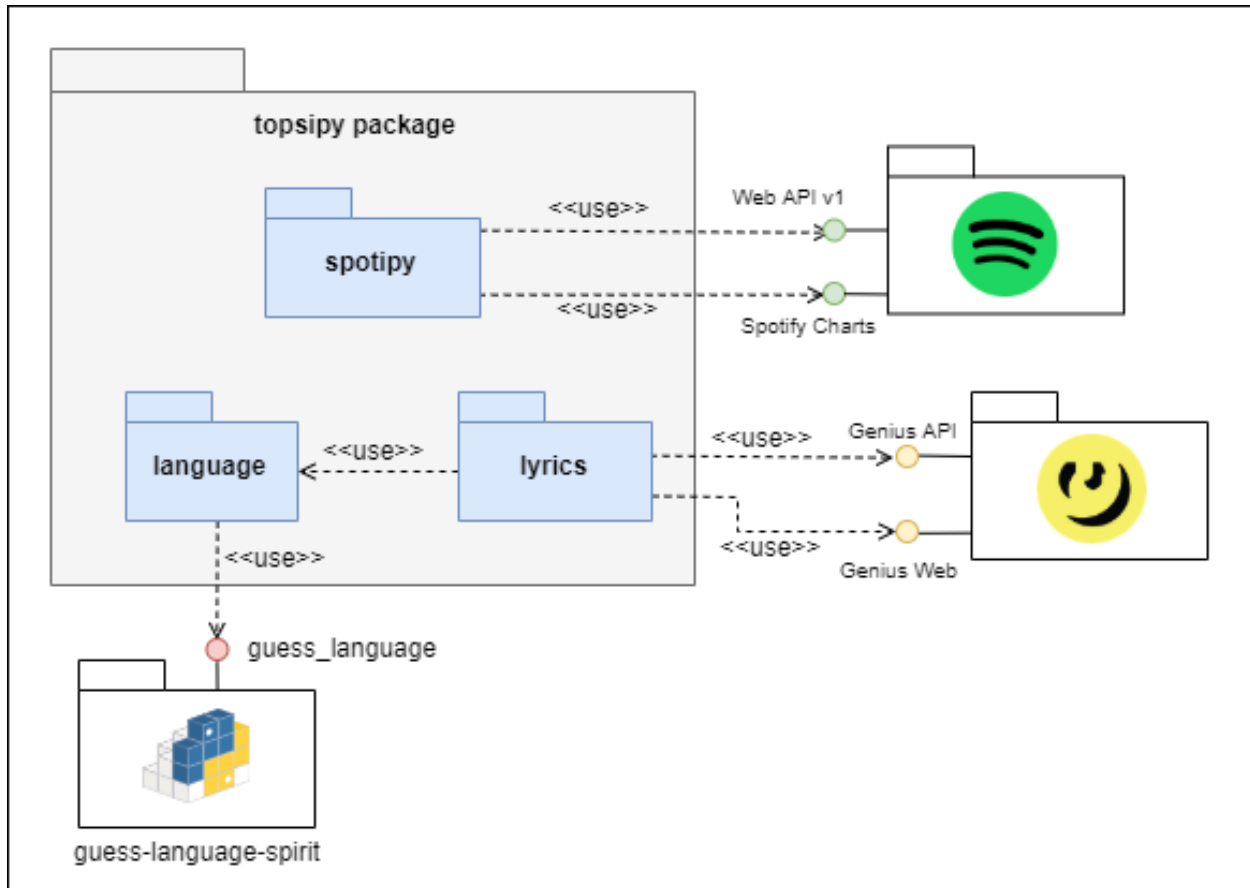 topsipy package
<<use>>
Web API v1
spotipy
<<use>>
Spotify Charts
language
<<use>>
lyrics
<<use>>
Genius API
<<use>>
Genius Web
<<use>>
guess_language
guess-language-spirit